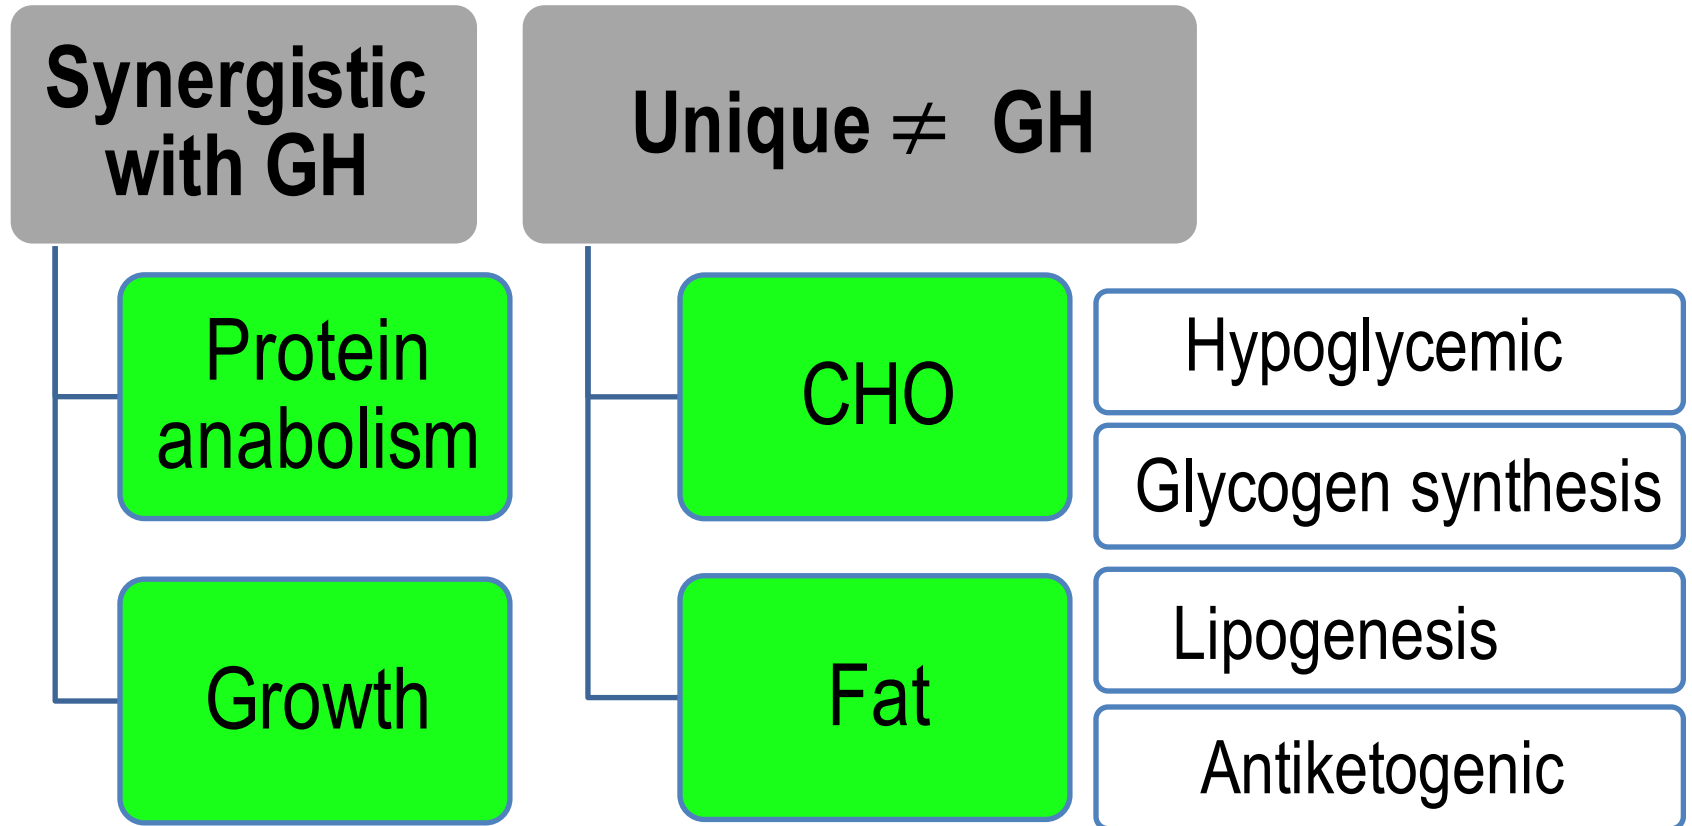 Synergistic
with GH
Unique ≠ GH
Protein
anabolism
Growth
CHO
Hypoglycemic
Glycogen synthesis
Fat
Lipogenesis
Antiketogenic